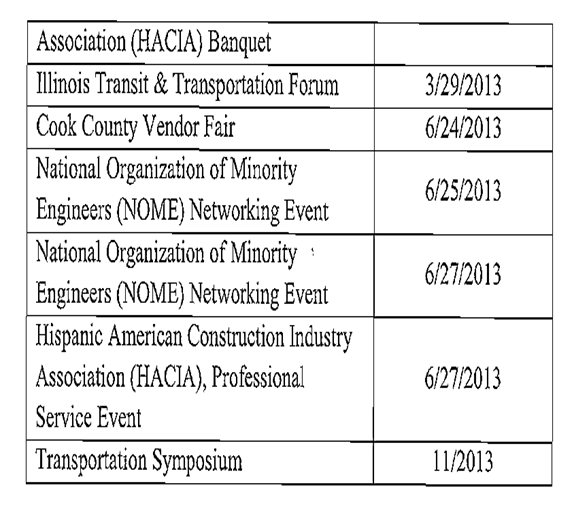 Association (HACIA) Banquet
Illinois Transit & Transportation Forum 3/29/2013
Cook County Vendor Fair 6/24/2013
National Organization of Minority
Engineers (NOME) Networking Event 6/25/2013
National Organization of Minority
Engineers (NOME) Networking Event 6/27/2013
Hispanic American Construction Industry
Association (HACIA), Professional 6/27/2013
Service Event
Transportation Symposium 11/2013